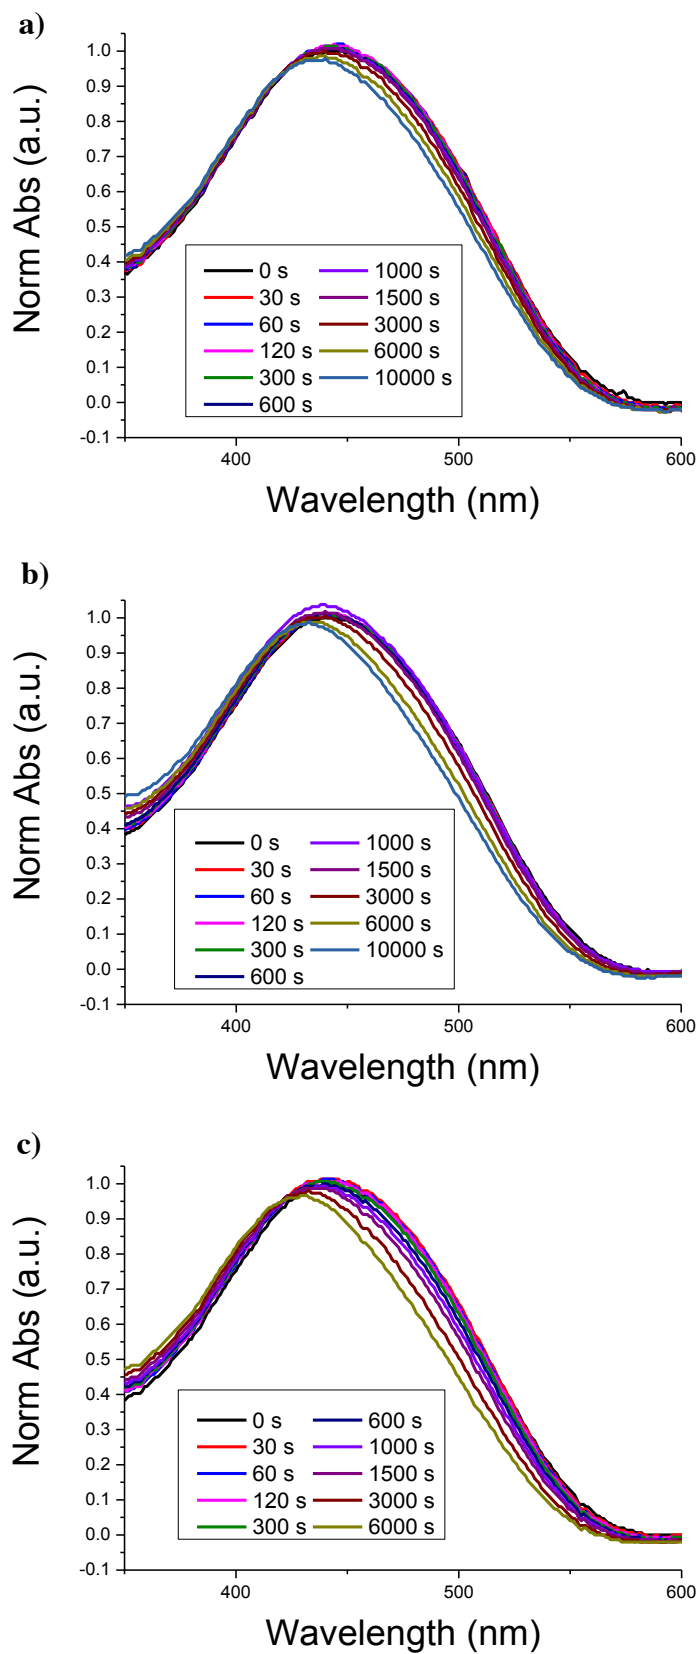 a)
1.0
0.9
0.8
0.7
0.6
0.5
0.4
0.3
0.2
0.1
0.0
-0.1
Norm Abs (a.u.)
0 s 1000 s
30 s 1500 s
60 s 3000 s
120 s 6000 s
300 s 10000 s
600 s
400 500 600
Wavelength (nm)
b)
1.0
0.9
0.8
0.7
0.6
0.5
0.4
0.3
0.2
0.1
0.0
-0.1
Norm Abs (a.u.)
0 s 1000 s
30 s 1500 s
60 s 3000 s
120 s 6000 s
300 s 10000 s
600 s
400 500 600
Wavelength (nm)
c)
1.0
0.9
0.8
0.7
0.6
0.5
0.4
0.3
0.2
0.1
0.0
-0.1
Norm Abs (a.u.)
0 s 600 s
30 s 1000 s
60 s 1500 s
120 s 3000 s
300 s 6000 s
400 500 600
Wavelength (nm)